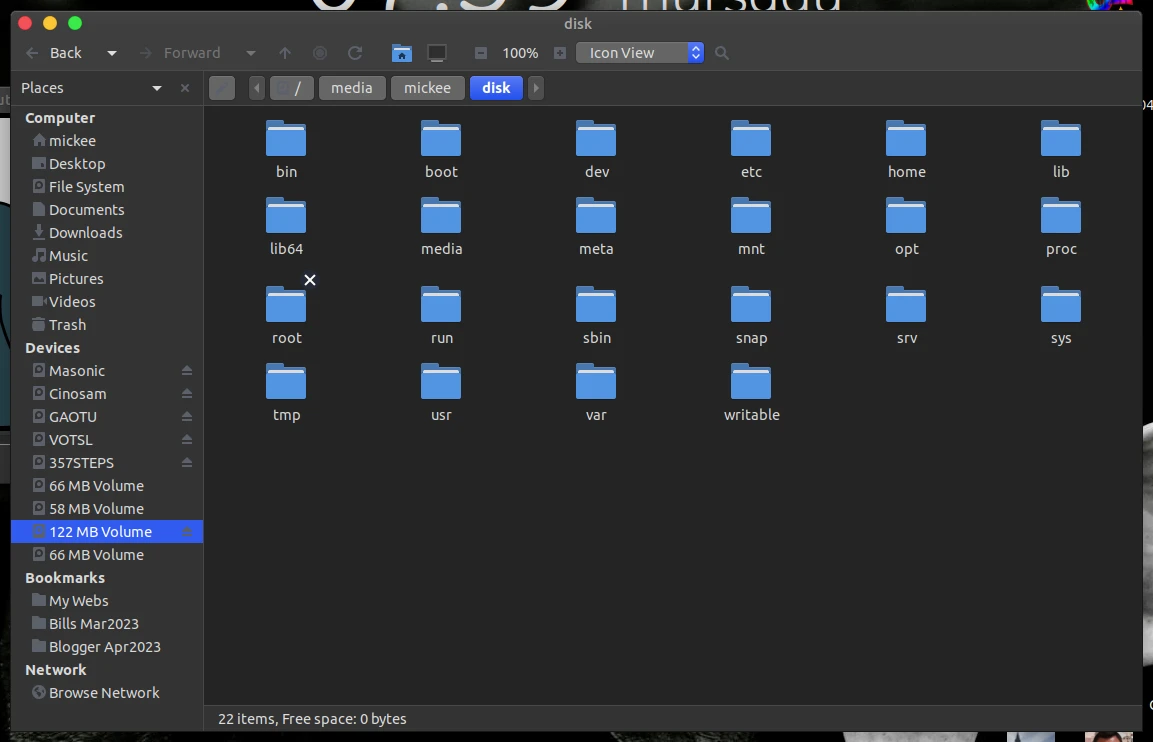 Thursday
disk
Back Forward 100% Icon View
Places / media mickee disk
Computer
mickee
Desktop
File System
Documents
Downloads
Music
Pictures
Videos
Trash
Devices
Masonic
Cinosam
GAOTU
VOTSL
357STEPS
66 MB Volume
58 MB Volume
122 MB Volume
66 MB Volume
Bookmarks
My Webs
Bills Mar2023
Blogger Apr2023
Network
Browse Network
bin boot dev etc home lib
lib64 media meta mnt opt proc
root run sbin snap srv sys
tmp usr var writable
22 items, Free space: 0 bytes